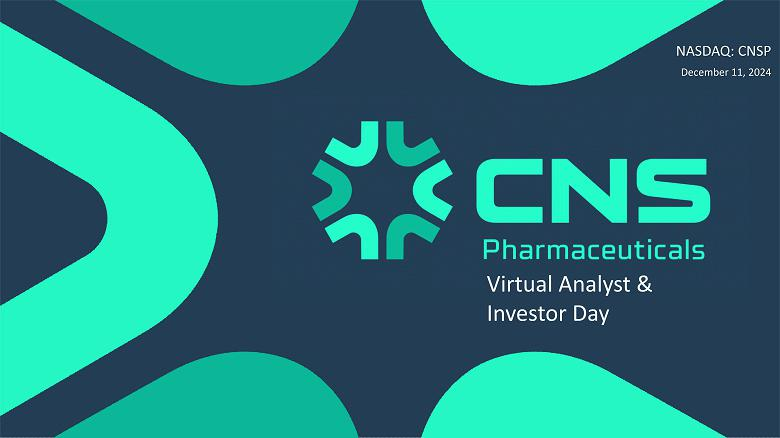 NASDAQ: CNSP
December 11, 2024
CNS
Pharmaceuticals
Virtual Analyst &
Investor Day